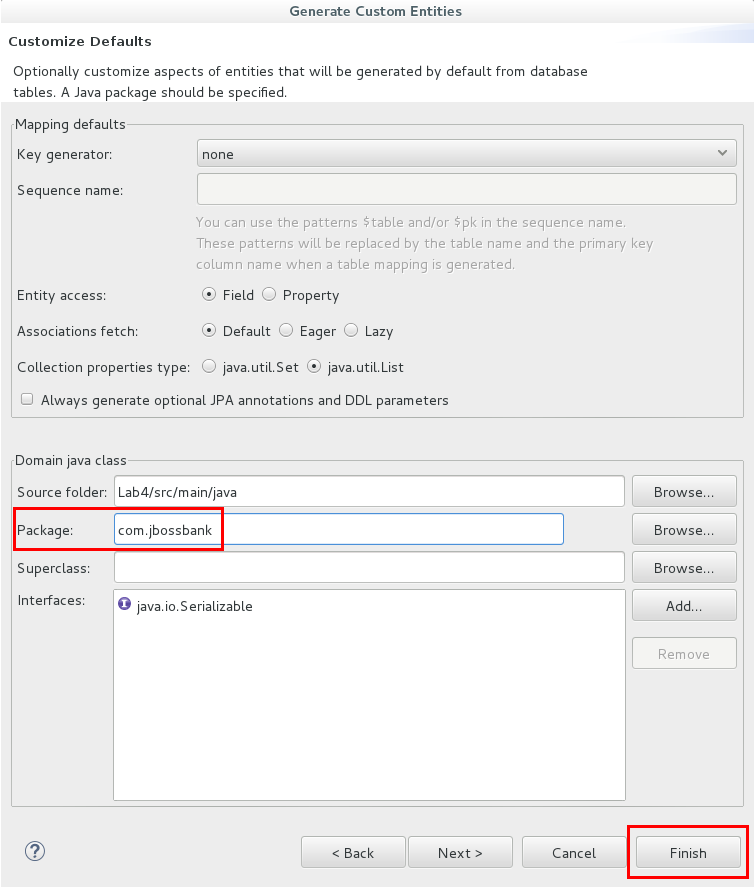 Generate Custom Entities
Customize Defaults
Optionally customize aspects of entities that will be generated by default from database
tables. A Java package should be specified.
Mapping defaults
Key generator: none
Sequence name:
You can use the patterns $table and/or $pk in the sequence name.
These patterns will be replaced by the table name and the primary key
column name when a table mapping is generated.
Entity access: Field Property
Associations fetch: Default Eager Lazy
Collection properties type: java.util.Set java.util.List
Always generate optional JPA annotations and DDL parameters
Domain java class
Source folder: Lab4/src/main/java Browse...
Package: com.jbossbank Browse...
Superclass: Browse...
Interfaces: I java.io.Serializable Add...
Remove
? < Back Next > Cancel Finish